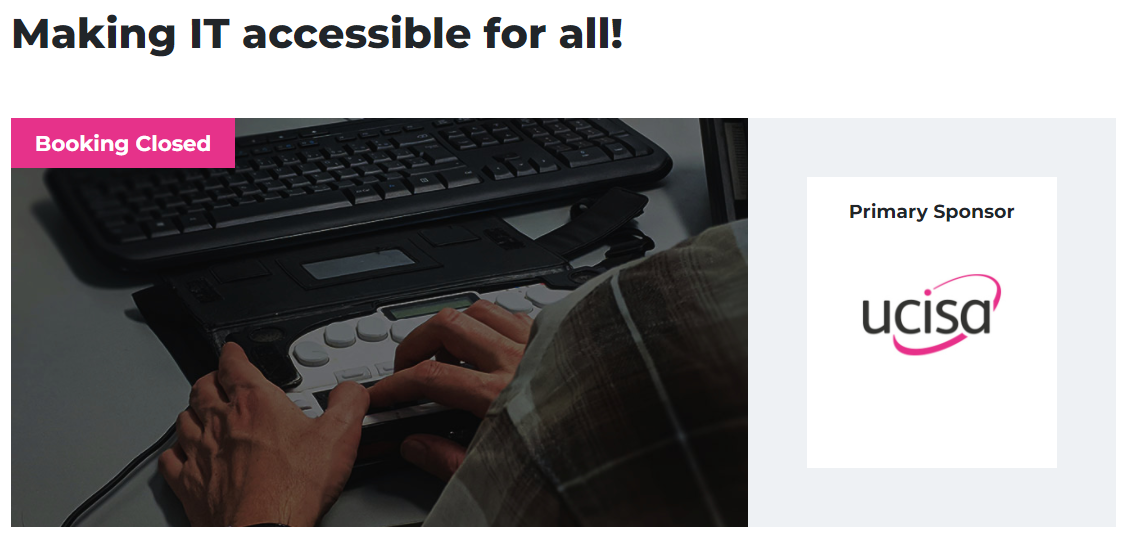 Making IT accessible for all!
Booking Closed
Primary Sponsor
ucisa